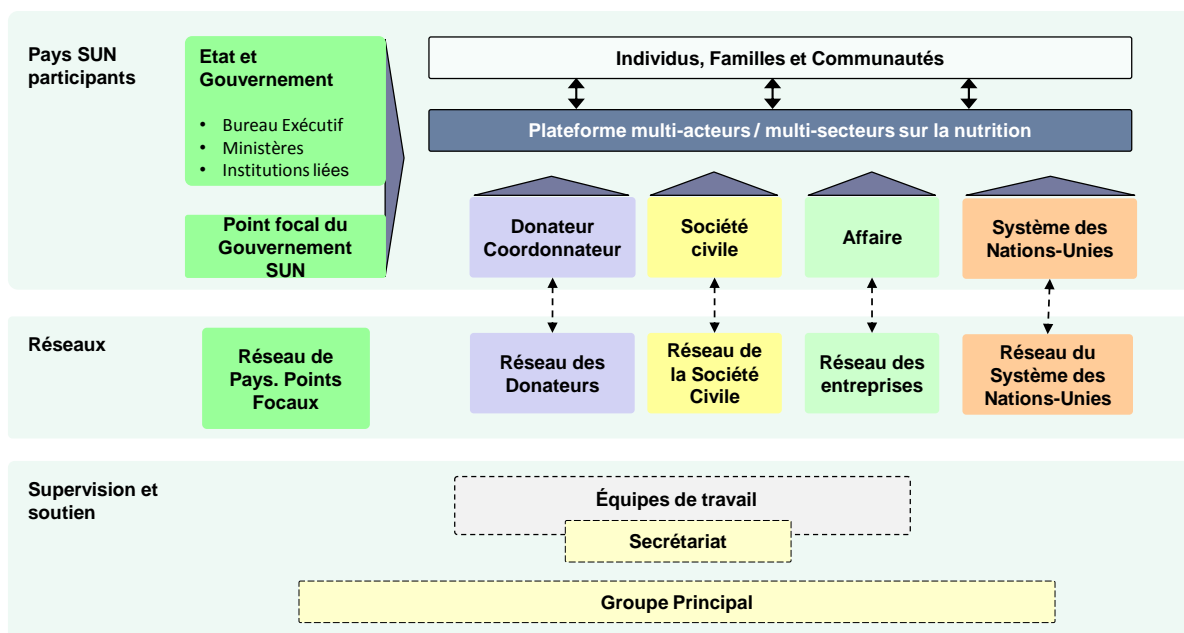 Pays SUN
participants
Etat et
Gouvernement
• Bureau Exécutif
• Ministères
• Institutions liées
Point focal du
Gouvernement
SUN
Individus, Familles et Communautés
Plateforme multi-acteurs / multi-secteurs sur la nutrition
Donateur
Coordonnateur
Société
civile
Affaire
Système des
Nations-Unies
Réseaux
Réseau de
Pays. Points
Focaux
Réseau des
Donateurs
Réseau de
la Société
Civile
Réseau des
entreprises
Réseau du
Système des
Nations-Unies
Supervision et
soutien
Équipes de travail
Secrétariat
Groupe Principal